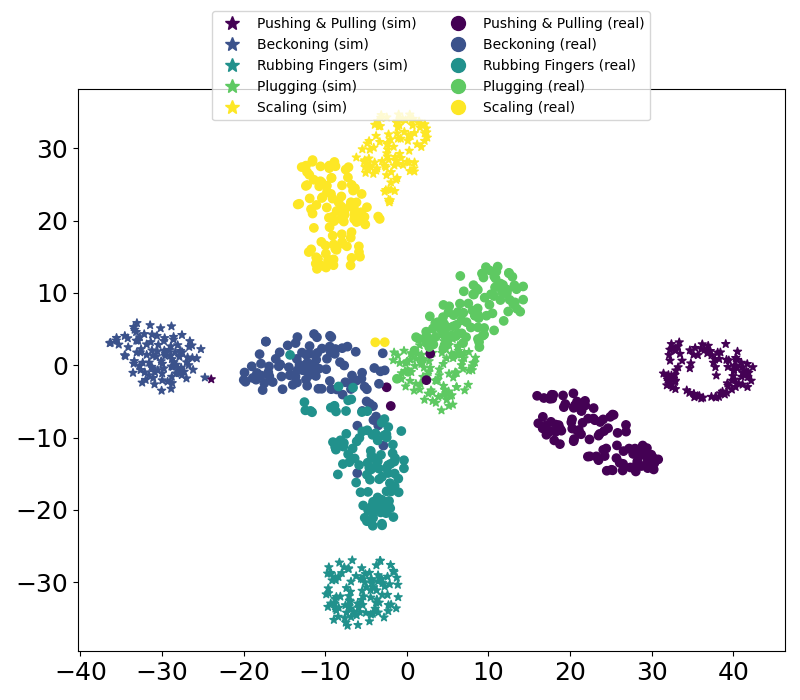 Pushing & Pulling (sim) Pushing & Pulling (real)
Beckoning (sim) Beckoning (real)
Rubbing Fingers (sim) Rubbing Fingers (real)
Plugging (sim) Plugging (real)
Scaling (sim) Scaling (real)
30
20
10
0
−10
−20
−30
−40 −30 −20 −10 0 10 20 30 40